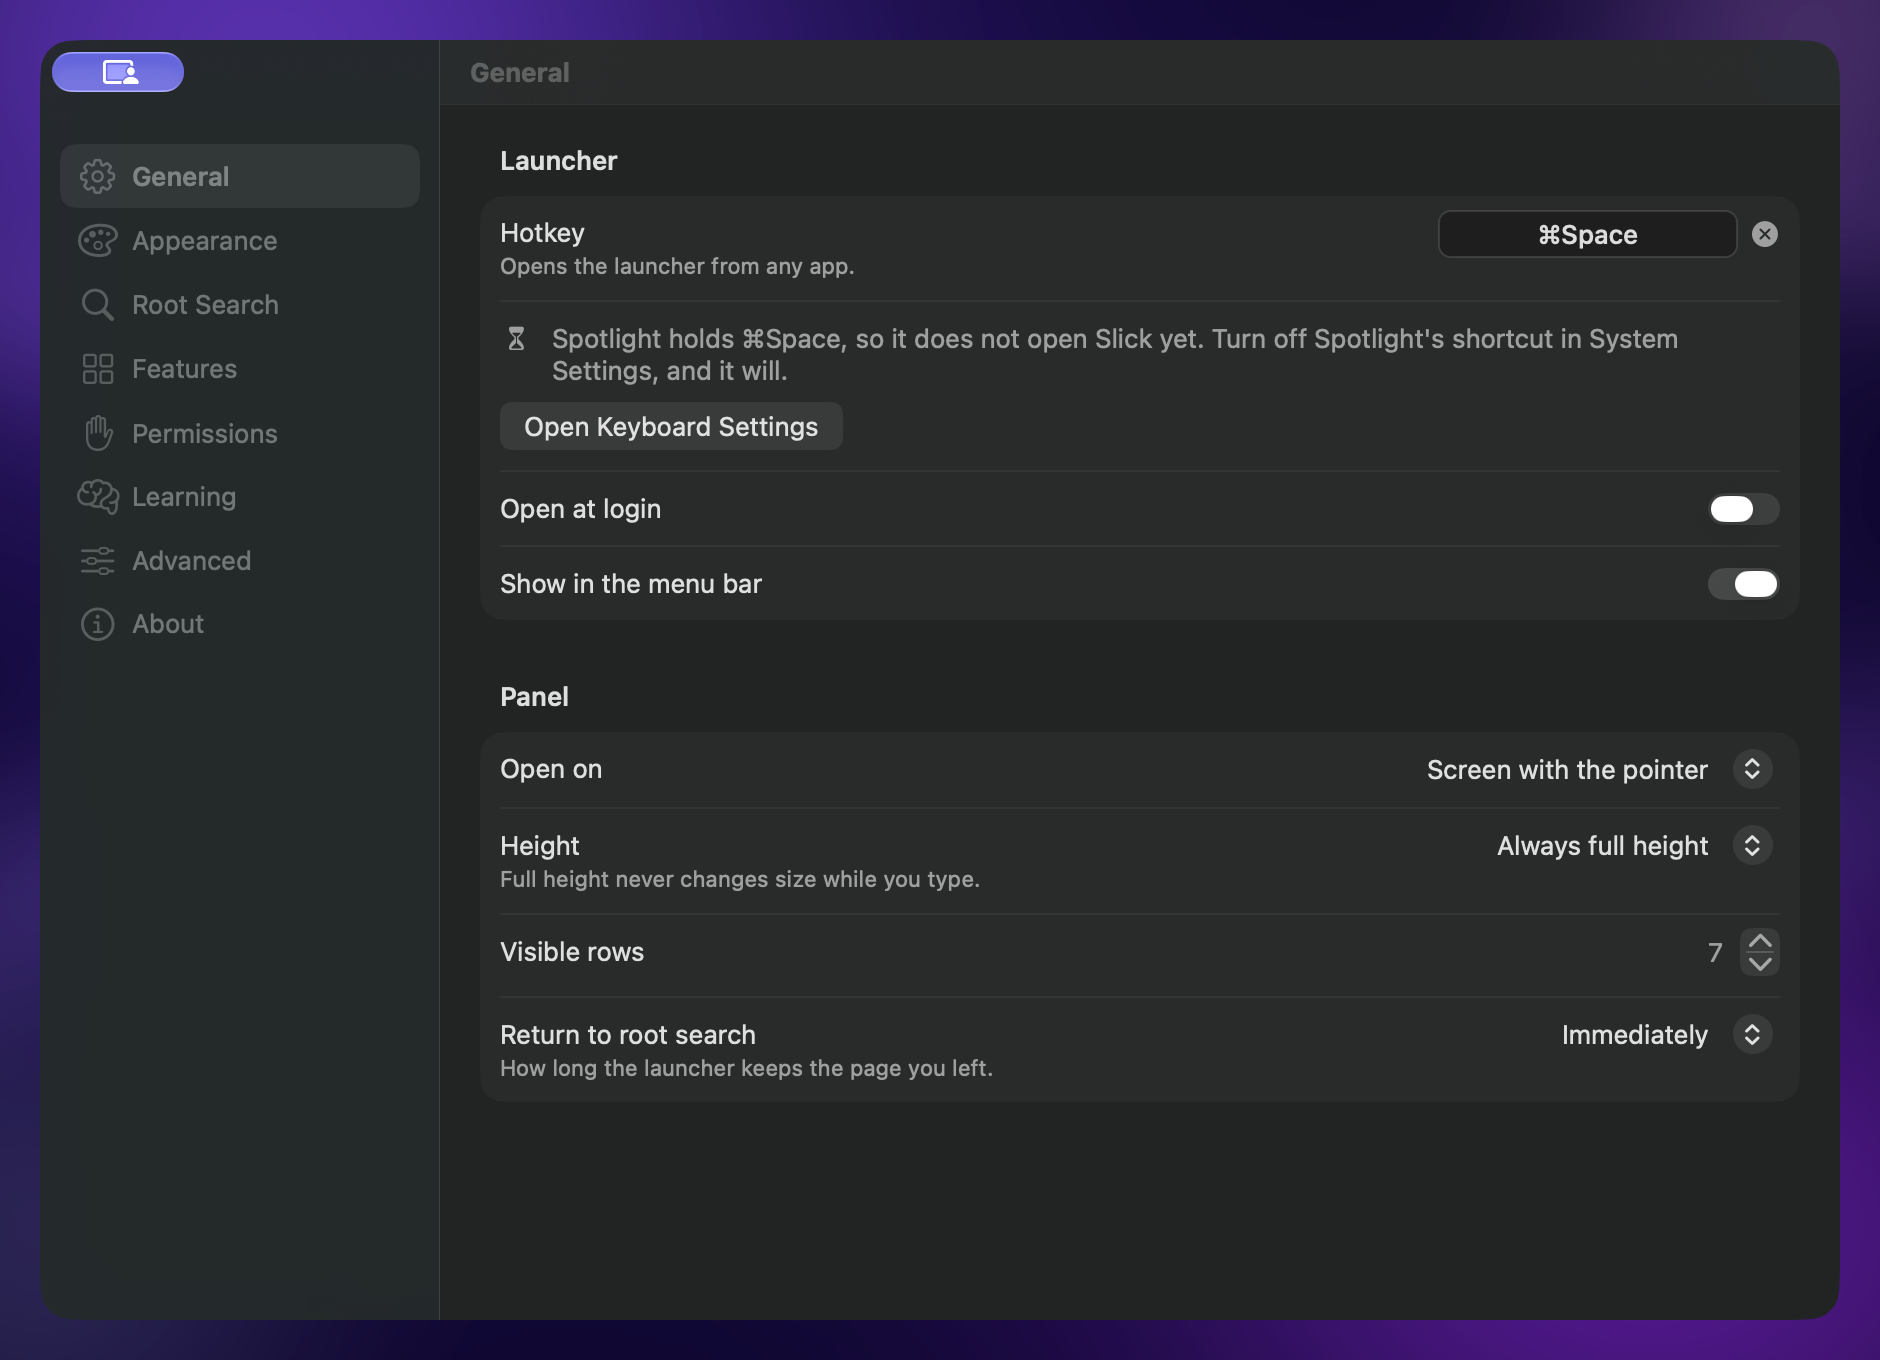 General
General
Appearance
Root Search
Features
Permissions
Learning
Advanced
About
Launcher
Hotkey
⌘Space
Opens the launcher from any app.
Spotlight holds ⌘Space, so it does not open Slick yet. Turn off Spotlight's shortcut in System
Settings, and it will.
Open Keyboard Settings
Open at login
Show in the menu bar
Panel
Open on
Screen with the pointer
Height
Always full height
Full height never changes size while you type.
Visible rows
7
Return to root search
Immediately
How long the launcher keeps the page you left.